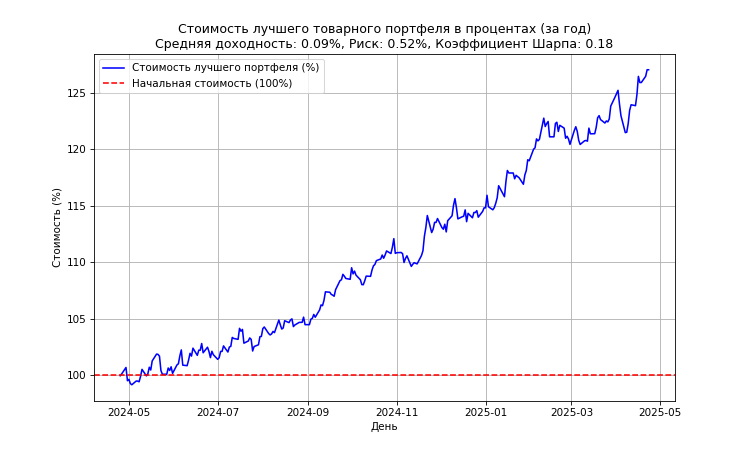 Стоимость лучшего товарного портфеля в процентах (за год)
Средняя доходность: 0.09%, Риск: 0.52%, Коэффициент Шарпа: 0.18
Стоимость лучшего портфеля (%)
Начальная стоимость (100%)
Стоимость (%)
125
120
115
110
105
100
2024-05
2024-07
2024-09
2024-11
2025-01
2025-03
2025-05
День